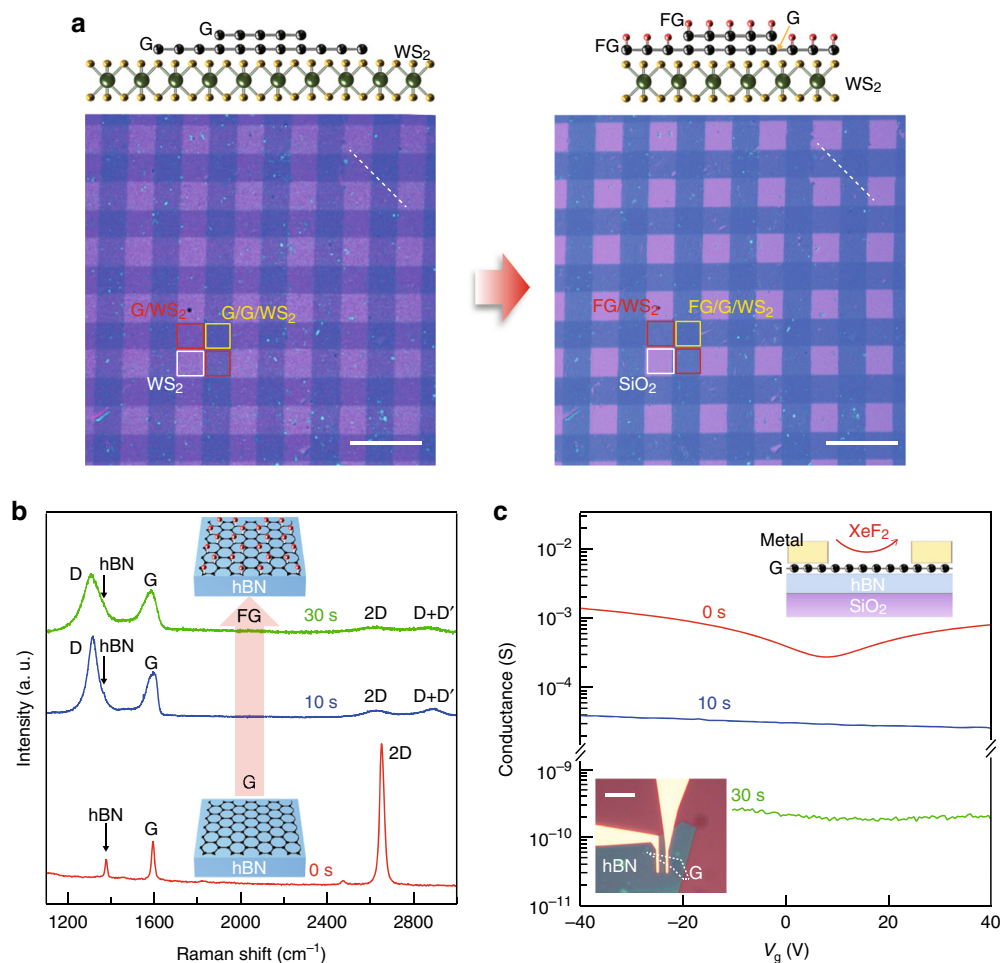 a
G
G
WS2
FG
G
FG
WS2
G/WS2
G/G/WS2
WS2
FG/WS2
FG/G/WS2
SiO2
b
D
hBN
G
hBN
FG
30 s
2D
D+D′
D
hBN
G
10 s
2D
D+D′
G
2D
hBN
G
hBN
0 s
Intensity (a. u.)
1200
1600
2000
2400
2800
Raman shift (cm−1)
c
10−2
10−3
10−4
10−9
10−10
10−11
Conductance (S)
Metal
XeF2
G
hBN
SiO2
0 s
10 s
30 s
hBN
G
−40
−20
0
20
40
Vg (V)